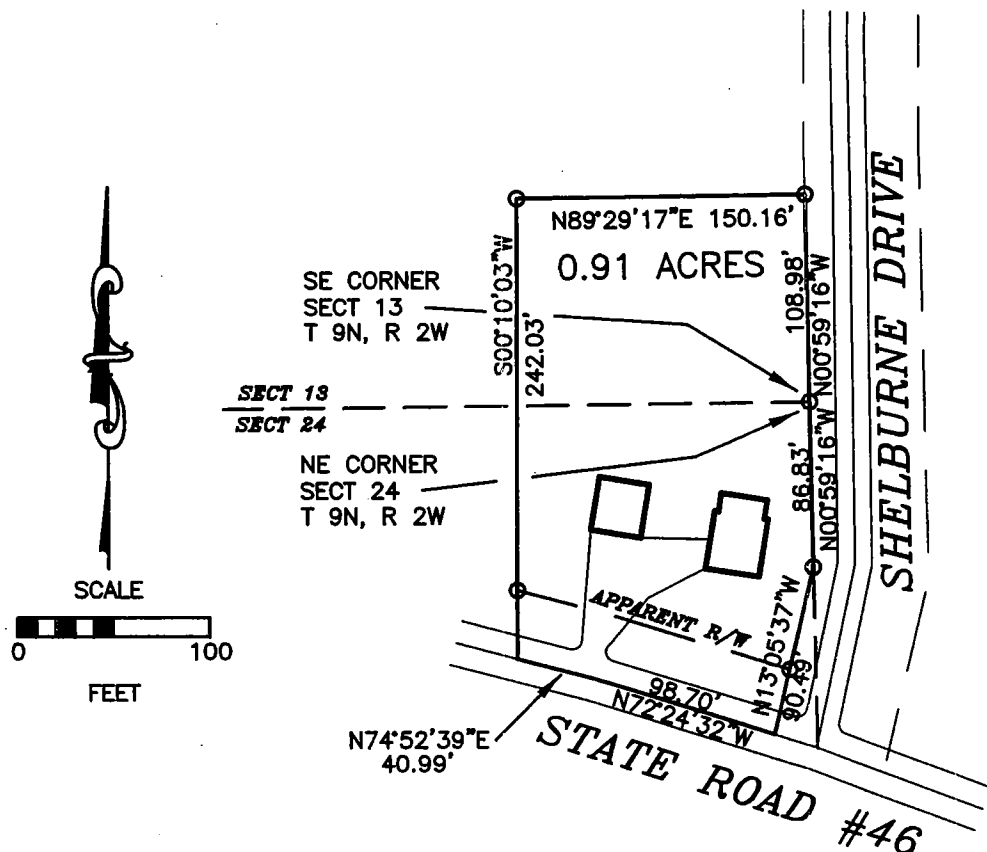 N89°29'17"E 150.16'
0.91 ACRES
SE CORNER
SECT 13
T 9N, R 2W
S00°10'03"W
242.03'
108.98'
N00°59'16"W
SHELBURNE DRIVE
SECT 13
SECT 24
NE CORNER
SECT 24
T 9N, R 2W
86.83'
N00°59'16"W
SCALE
0 100
FEET
APPARENT R/W
N13°05'37"W
90.49'
98.70'
N72°24'32"W
N74°52'39"E
40.99'
STATE ROAD #46